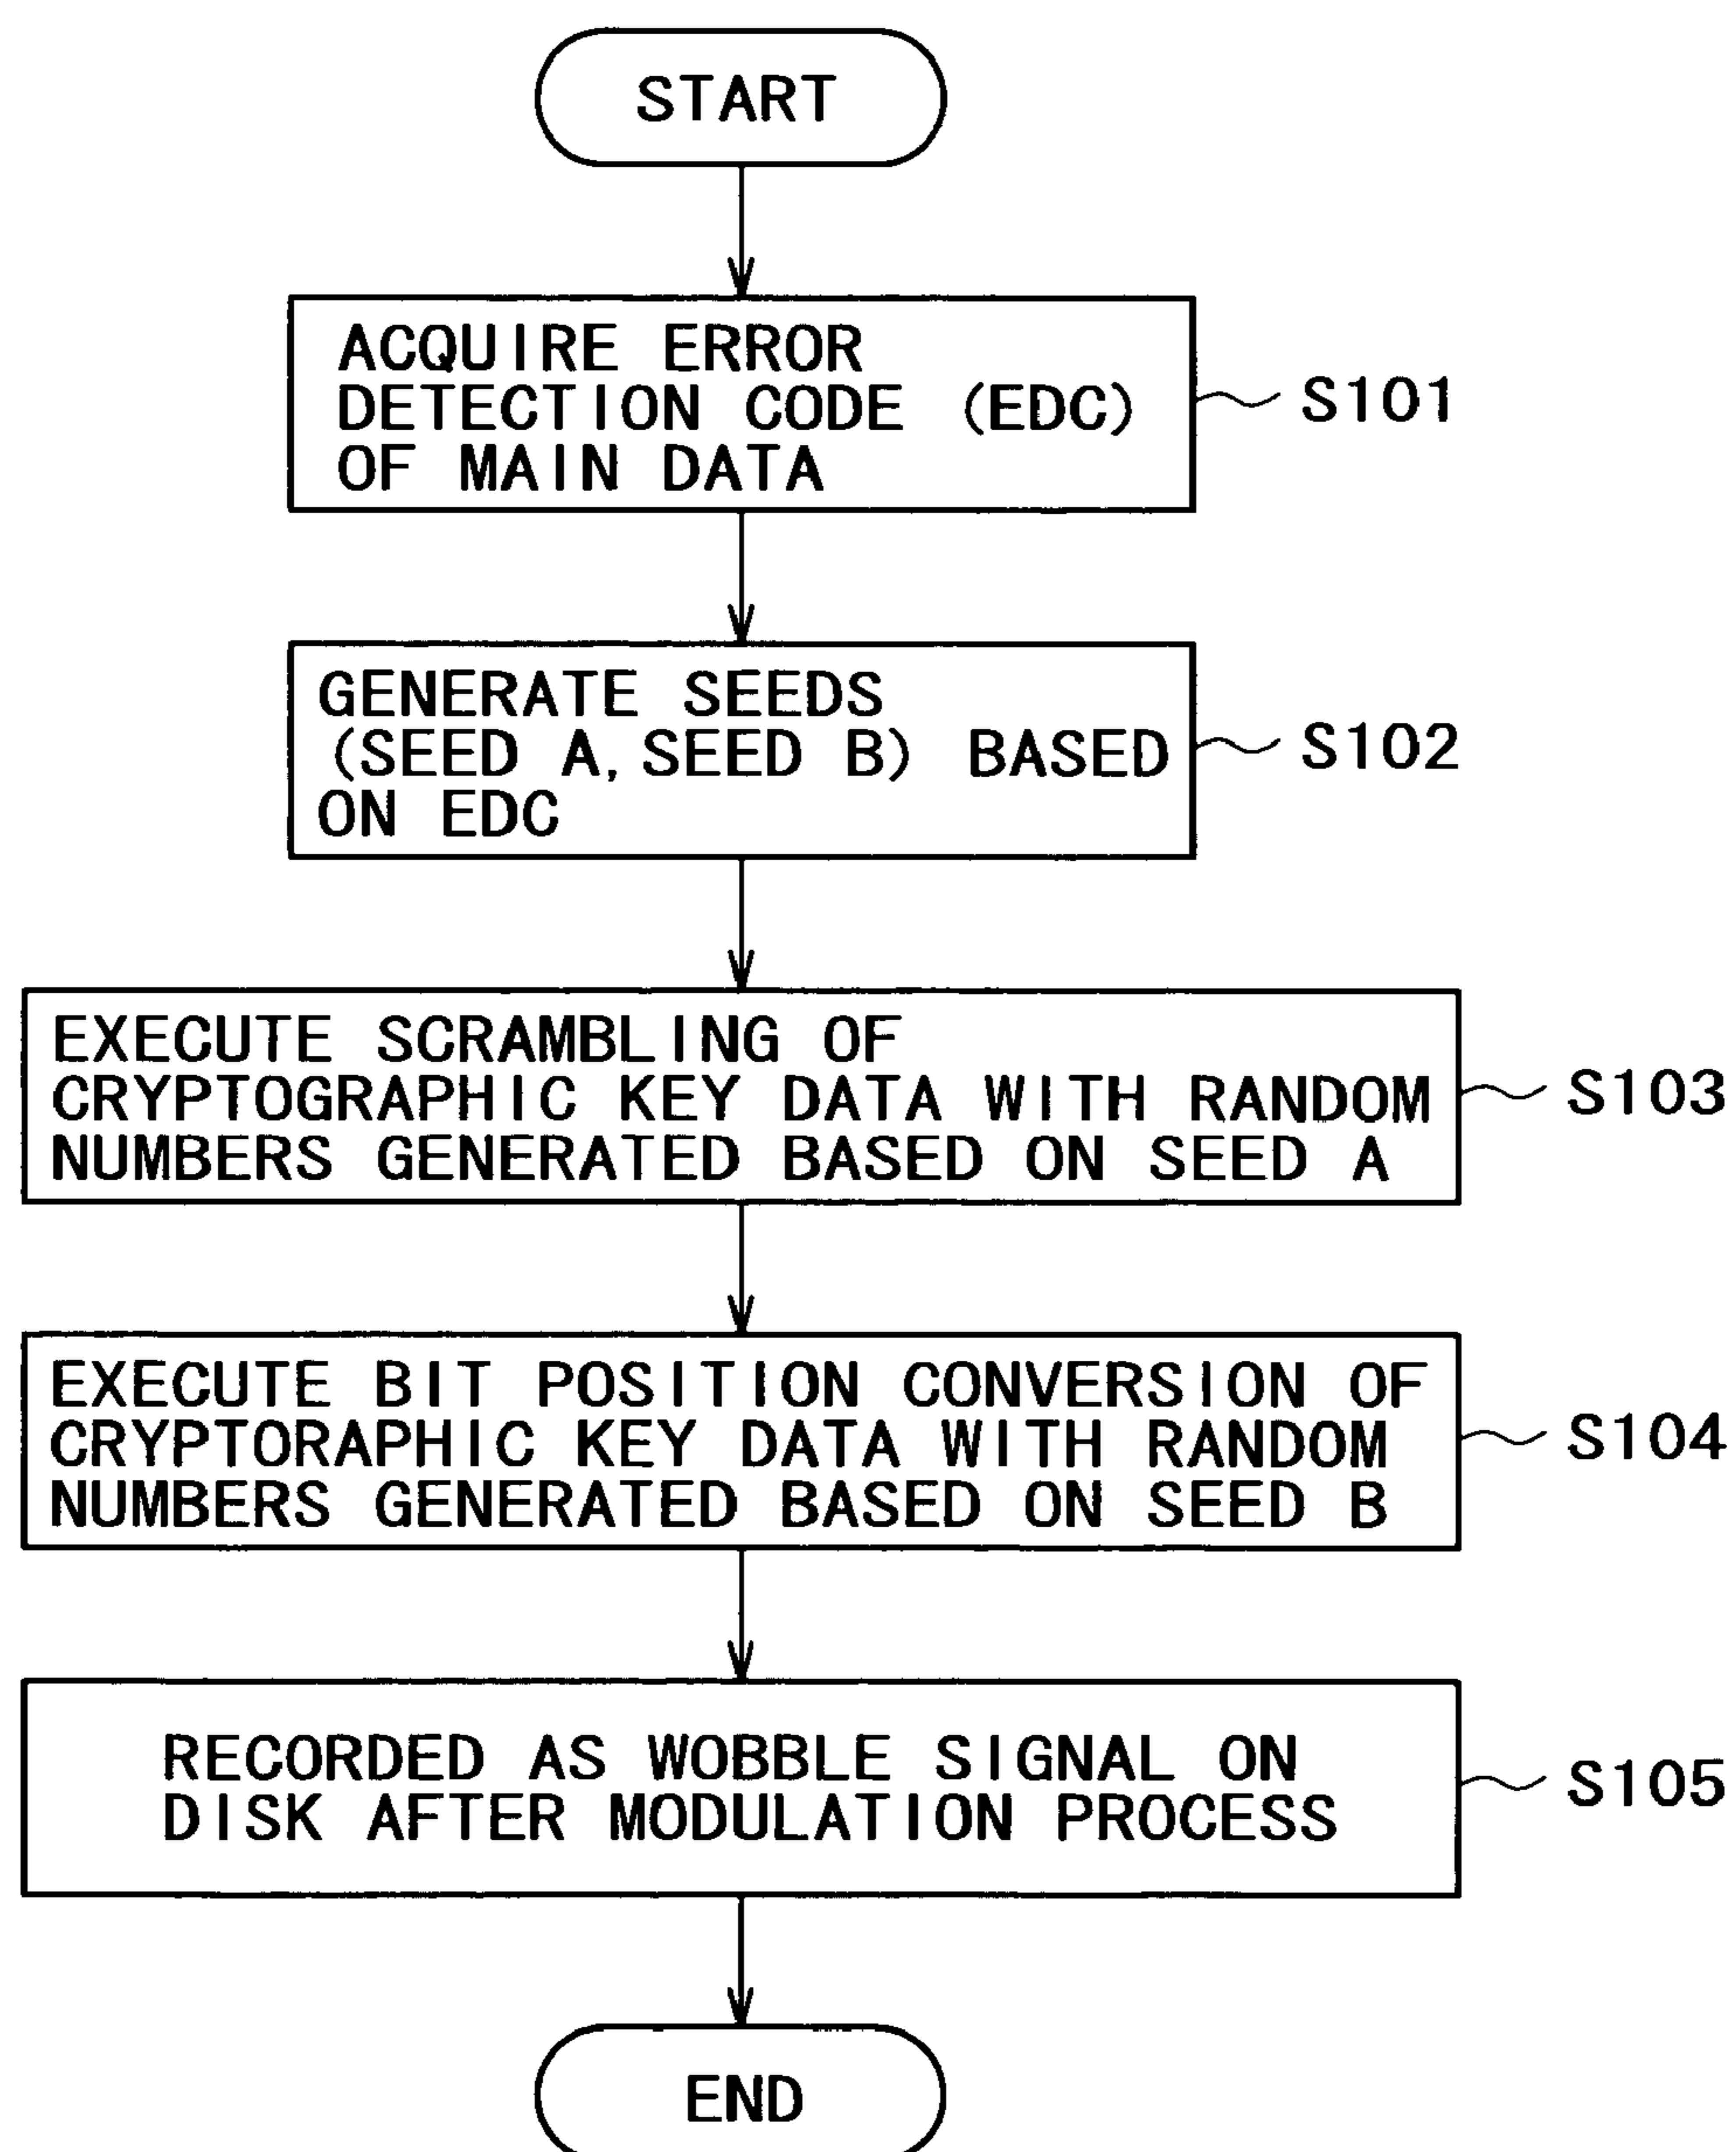 START
ACQUIRE ERROR
DETECTION CODE (EDC)
OF MAIN DATA
S101
GENERATE SEEDS
(SEED A, SEED B) BASED
ON EDC
S102
EXECUTE SCRAMBLING OF
CRYPTOGRAPHIC KEY DATA WITH RANDOM
NUMBERS GENERATED BASED ON SEED A
S103
EXECUTE BIT POSITION CONVERSION OF
CRYPTORAPHIC KEY DATA WITH RANDOM
NUMBERS GENERATED BASED ON SEED B
S104
RECORDED AS WOBBLE SIGNAL ON
DISK AFTER MODULATION PROCESS
S105
END